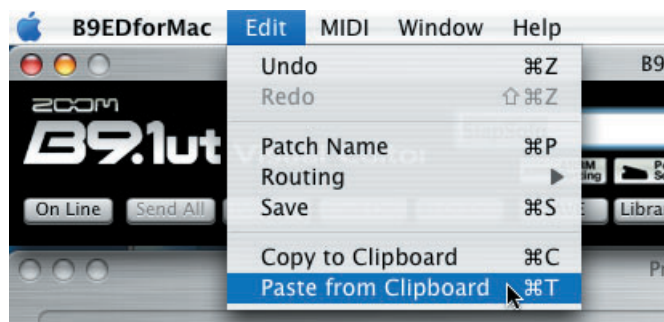 B9EDforMac Edit MIDI Window Help
B9
Undo ⌘Z
Redo ⇧⌘Z
ZOOM
B9.1ut
Patch Name ⌘P
Routing
Save ⌘S
On Line Send All Libra
Copy to Clipboard ⌘C
Paste from Clipboard ⌘T